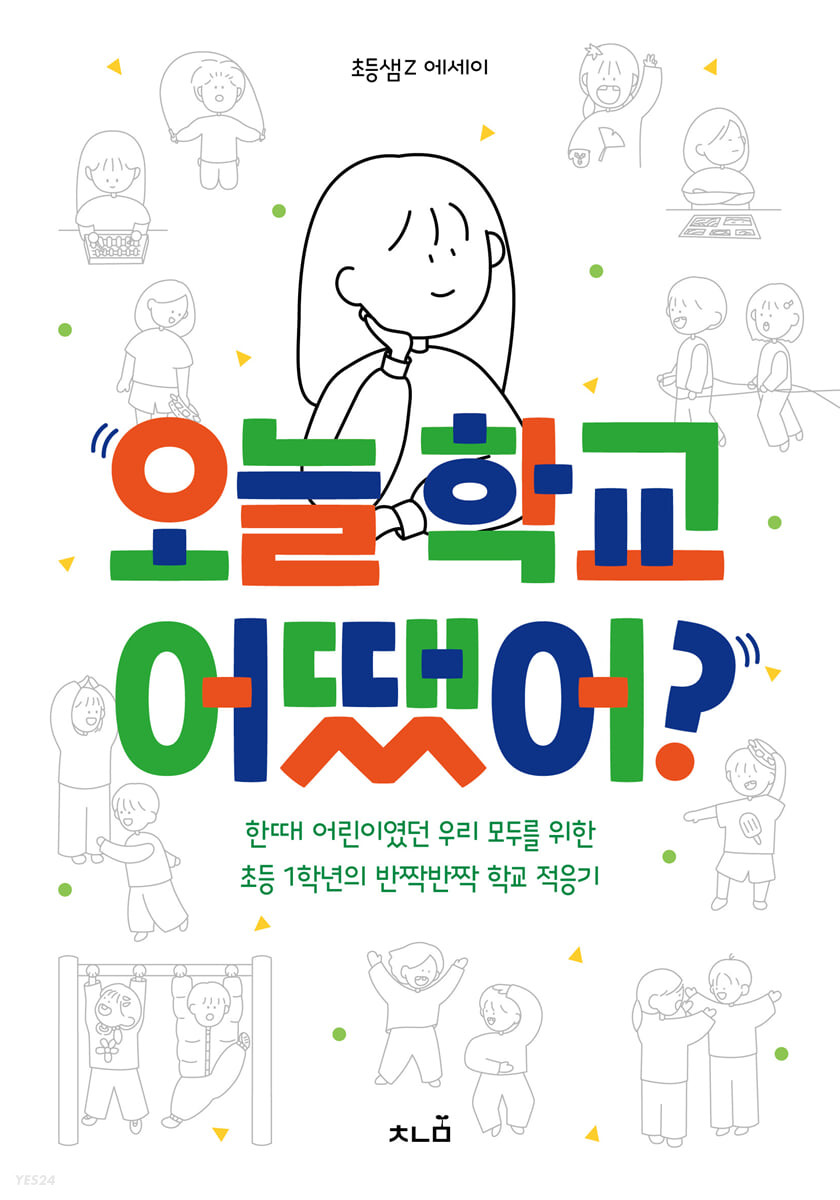 초등샘Z 에세이
오늘 학교
어땠어?
한때 어린이였던 우리 모두를 위한
초등 1학년의 반짝반짝 학교 적응기
YES24